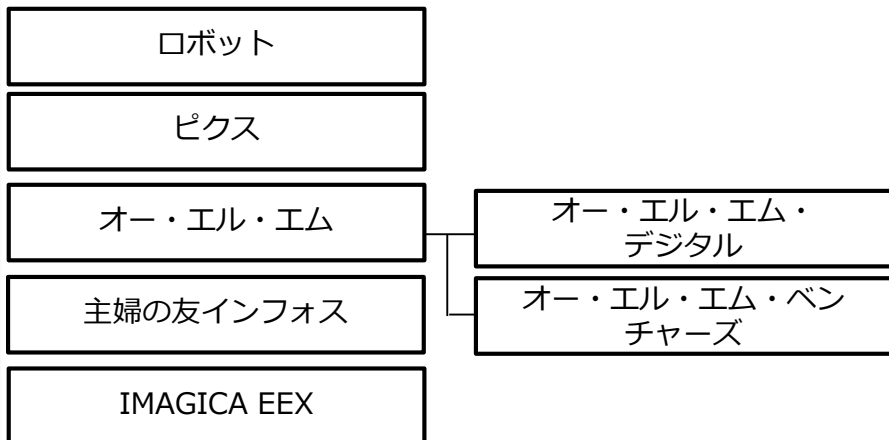 ロボット
ピクス
オー・エル・エム
オー・エル・エム・
デジタル
主婦の友インフォス
オー・エル・エム・ベン
チャーズ
IMAGICA EEX